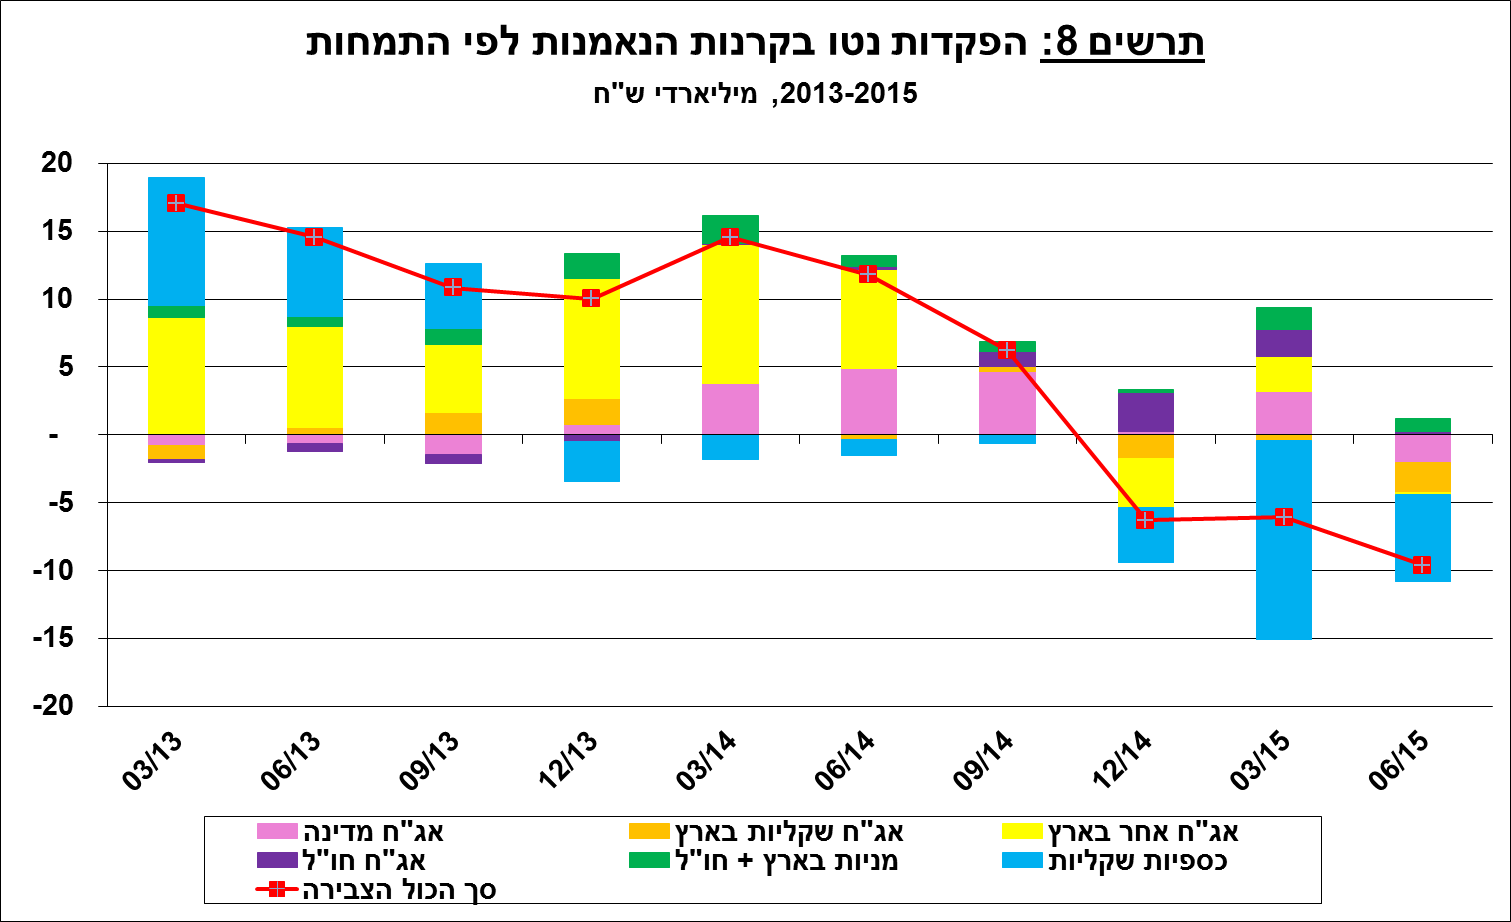 תרשים 8: הפקדות נטו בקרנות הנאמנות לפי התמחות
2013-2015, מיליארדי ש"ח
20
15
10
5
-
-5
-10
-15
-20
03/13 06/13 09/13 12/13 03/14 06/14 09/14 12/14 03/15 06/15
אג"ח מדינה אג"ח שקליות בארץ אג"ח אחר בארץ
אג"ח חו"ל מניות בארץ + חו"ל כספיות שקליות
סך הכול הצבירה